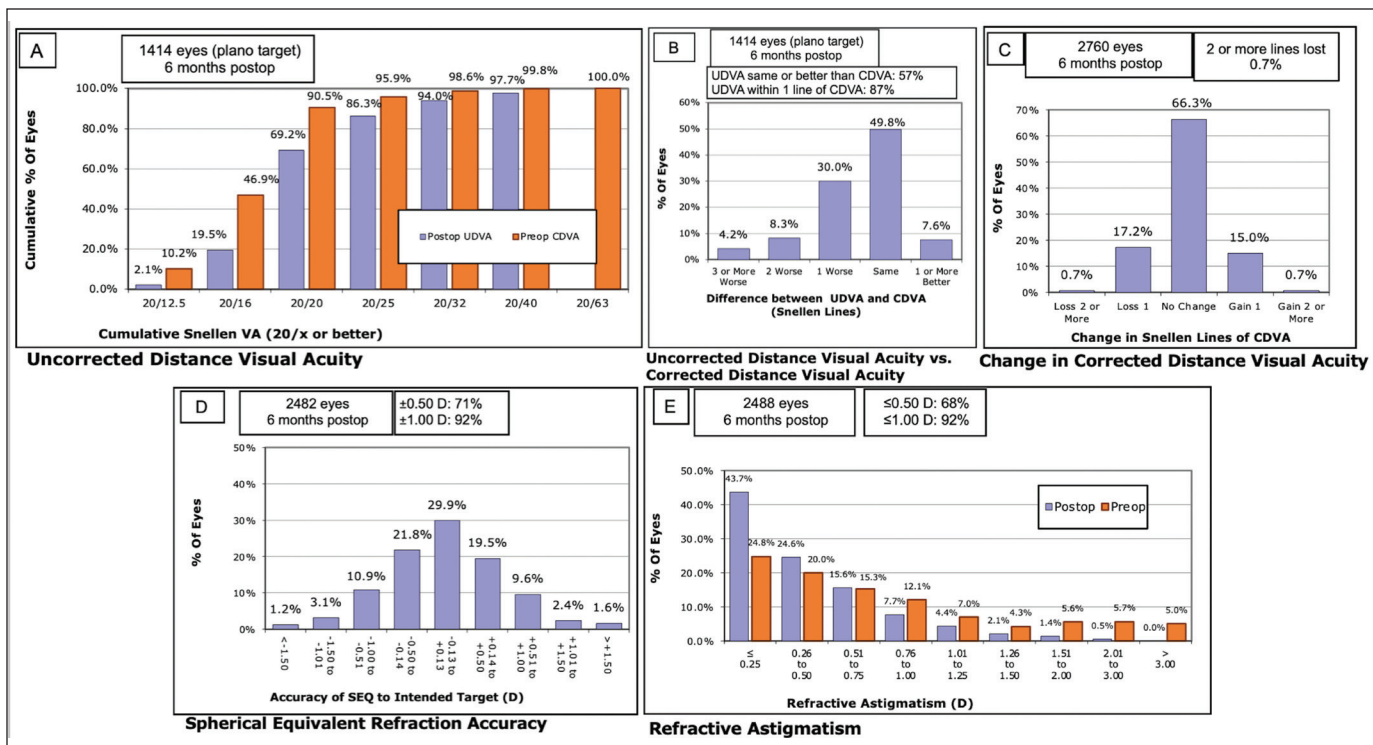 A
1414 eyes (plano target)
6 months postop
Cumulative % Of Eyes
100.0%
80.0%
60.0%
40.0%
20.0%
0.0%
2.1%
10.2%
19.5%
46.9%
69.2%
90.5%
86.3%
95.9%
94.0%
98.6%
97.7%
99.8%
100.0%
Postop UDVA
Preop CDVA
20/12.5
20/16
20/20
20/25
20/32
20/40
20/63
Cumulative Snellen VA (20/x or better)
Uncorrected Distance Visual Acuity
B
1414 eyes (plano target)
6 months postop
UDVA same or better than CDVA: 57%
UDVA within 1 line of CDVA: 87%
% Of Eyes
60%
50%
40%
30%
20%
10%
0%
4.2%
8.3%
30.0%
49.8%
7.6%
3 or More
Worse
2 Worse
1 Worse
Same
1 or More
Better
Difference between UDVA and CDVA
(Snellen Lines)
Uncorrected Distance Visual Acuity vs.
Corrected Distance Visual Acuity
C
2760 eyes
6 months postop
2 or more lines lost
0.7%
% Of Eyes
70%
60%
50%
40%
30%
20%
10%
0%
0.7%
17.2%
66.3%
15.0%
0.7%
Loss 2 or
More
Loss 1
No Change
Gain 1
Gain 2 or
More
Change in Snellen Lines of CDVA
Change in Corrected Distance Visual Acuity
D
2482 eyes
6 months postop
±0.50 D: 71%
±1.00 D: 92%
% Of Eyes
50%
40%
30%
20%
10%
0%
1.2%
3.1%
10.9%
21.8%
29.9%
19.5%
9.6%
2.4%
1.6%
<-1.50
-1.50 to
-1.01
-1.00 to
-0.51
-0.50 to
-0.14
-0.13 to
+0.13
+0.14 to
+0.50
+0.51 to
+1.00
+1.01 to
+1.50
>+1.50
Accuracy of SEQ to Intended Target (D)
Spherical Equivalent Refraction Accuracy
E
2488 eyes
6 months postop
≤0.50 D: 68%
≤1.00 D: 92%
% Of Eyes
50.0%
40.0%
30.0%
20.0%
10.0%
0.0%
43.7%
24.8%
24.6%
20.0%
15.6%
15.3%
7.7%
12.1%
4.4%
7.0%
2.1%
4.3%
1.4%
5.6%
0.5%
5.7%
0.0%
5.0%
Postop
Preop
≤
0.25
0.26
to
0.50
0.51
to
0.75
0.76
to
1.00
1.01
to
1.25
1.26
to
1.50
1.51
to
2.00
2.01
to
3.00
>
3.00
Refractive Astigmatism (D)
Refractive Astigmatism